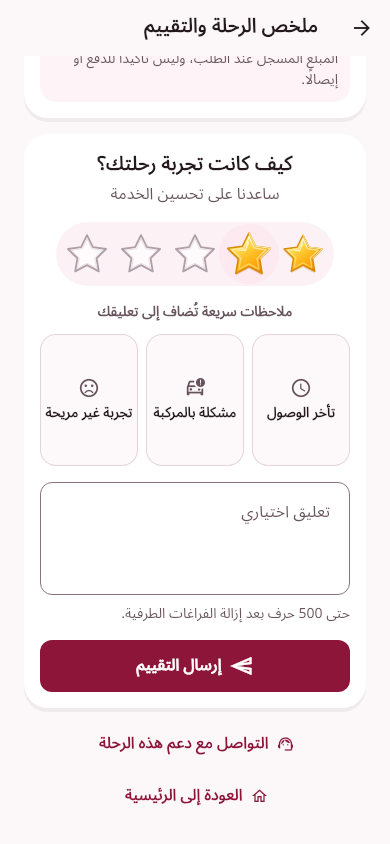 ملخص الرحلة والتقييم
المبلغ المسجل عند الطلب، وليس تأكيدًا للدفع أو
إيصالًا.
كيف كانت تجربة رحلتك؟
ساعدنا على تحسين الخدمة
ملاحظات سريعة تُضاف إلى تعليقك
تأخر الوصول
مشكلة بالمركبة
تجربة غير مريحة
تعليق اختياري
حتى 500 حرف بعد إزالة الفراغات الطرفية.
إرسال التقييم
التواصل مع دعم هذه الرحلة
العودة إلى الرئيسية